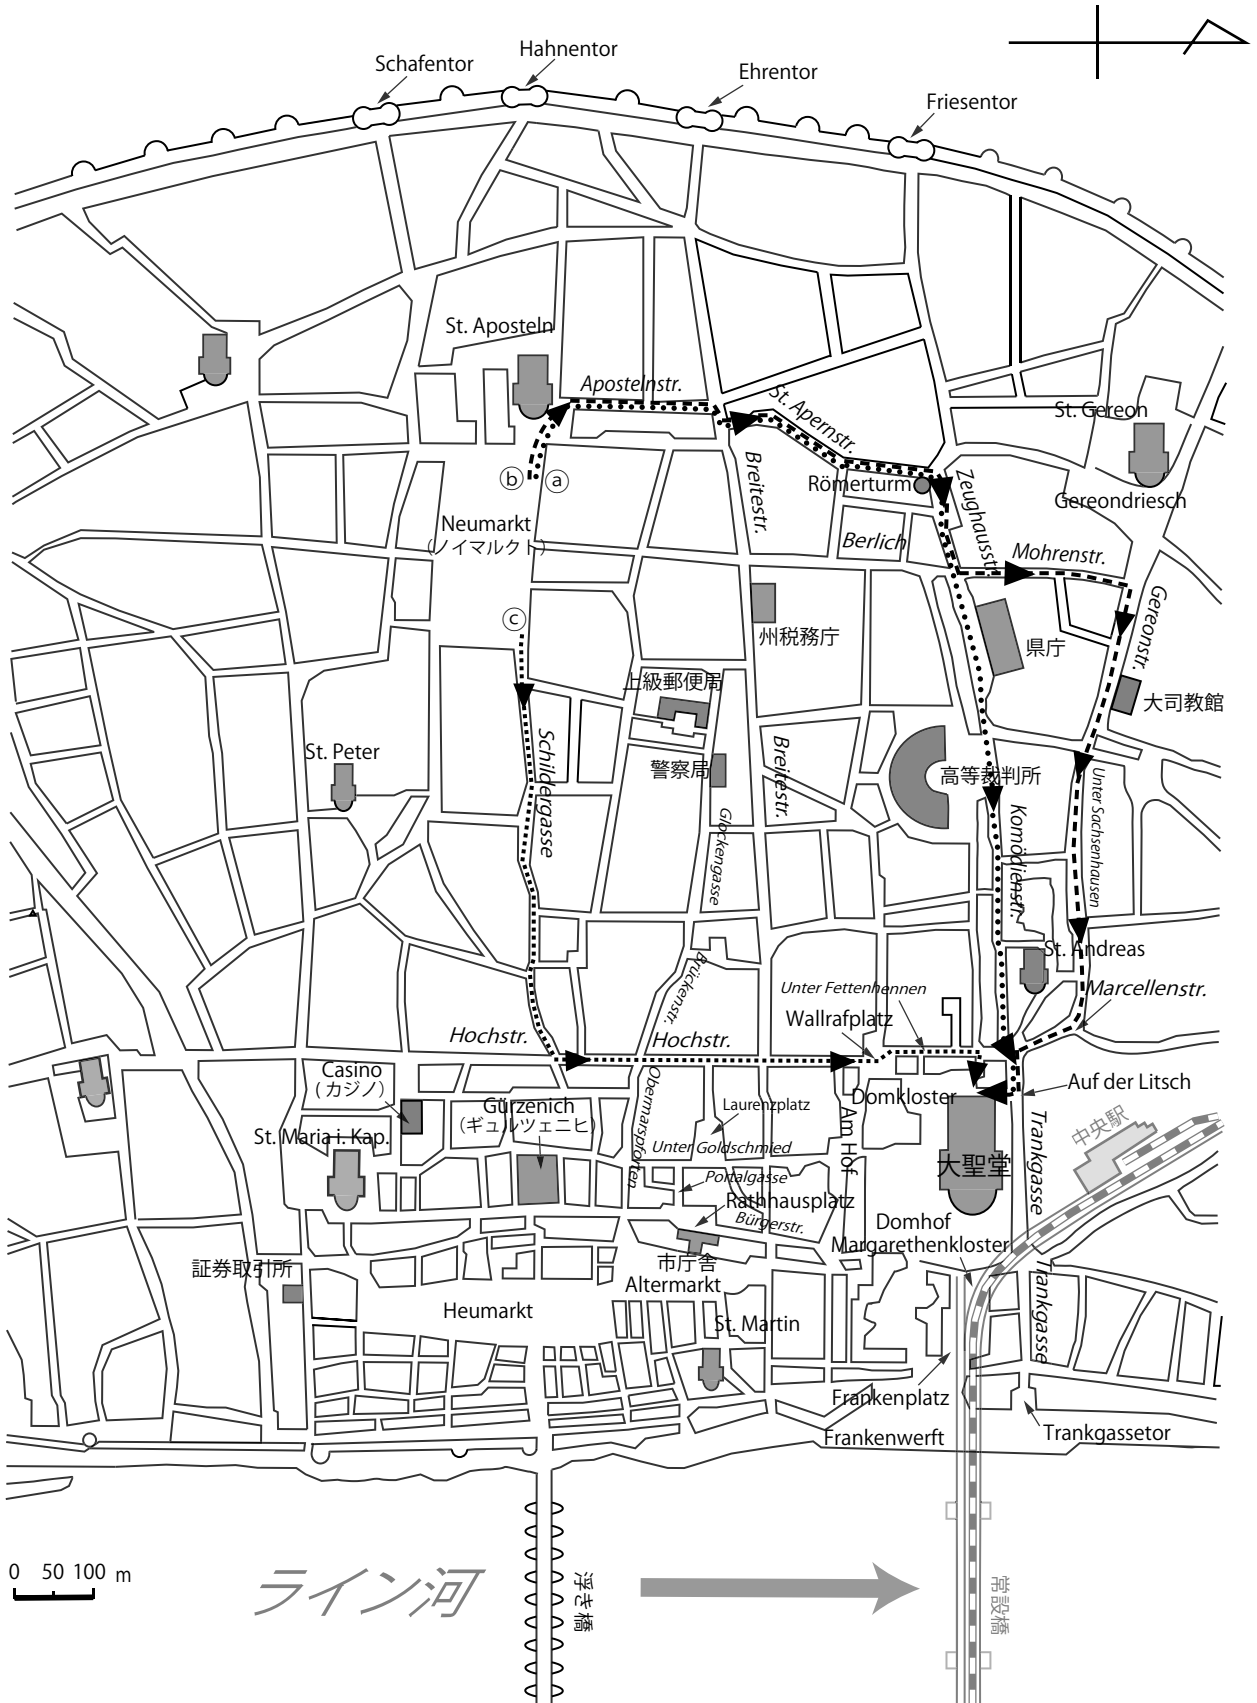 Hahnentor
Schafentor
Ehrentor
Friesentor
St. Aposteln
Apostelnstr.
St. Apernstr.
St. Gereon
Römerturm
Gereondriesch
ⓑ
ⓐ
Breitestr.
Zeughausstr.
Neumarkt
（ノイマルクト）
Berlich
Mohrenstr.
Gereonstr.
ⓒ
州税務庁
県庁
上級郵便局
大司教館
Schildergasse
St. Peter
警察局
Breitestr.
高等裁判所
Unter Sachsenhausen
Glockengasse
Komödienstr.
St. Andreas
Brückenstr.
Unter Fettenhennen
Marcellenstr.
Wallrafplatz
Hochstr.
Hochstr.
Casino
（カジノ）
Obermarspforten
Auf der Litsch
Domkloster
Gürzenich
（ギュルツェニヒ）
Laurenzplatz
Am Hof
Trankgasse
中央駅
St. Maria i. Kap.
Unter Goldschmied
大聖堂
Portalgasse
Rathhausplatz
Bürgerstr.
Domhof
Margarethenkloster
証券取引所
市庁舎
Altermarkt
Trankgasse
Heumarkt
St. Martin
Frankenplatz
Frankenwerft
Trankgassetor
0 50 100 m
ライン河
浮き橋
常設橋